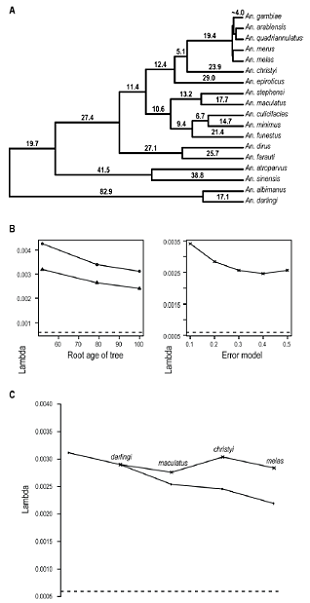 A
~4.0
An. gambiae
An. arabiensis
19.4
An. quadriannulatus
5.1
An. merus
An. melas
12.4
23.9
An. christyi
29.0
An. epiroticus
11.4
13.2
An. stephensi
17.7
An. maculatus
10.6
6.7
An. culicifacies
14.7
An. minimus
9.4
21.4
An. funestus
27.4
27.1
An. dirus
25.7
An. farauti
19.7
41.5
An. atroparvus
38.8
An. sinensis
82.9
An. albimanus
17.1
An. darlingi
B
0.004
0.003
0.002
0.001
Lambda
60
70
80
90
100
Root age of tree
0.0035
0.0025
0.0015
0.0005
Lambda
0.1
0.2
0.3
0.4
0.5
Error model
C
0.0040
0.0035
0.0030
0.0025
0.0020
0.0015
0.0010
0.0005
Lambda
darlingi
maculatus
christyi
melas